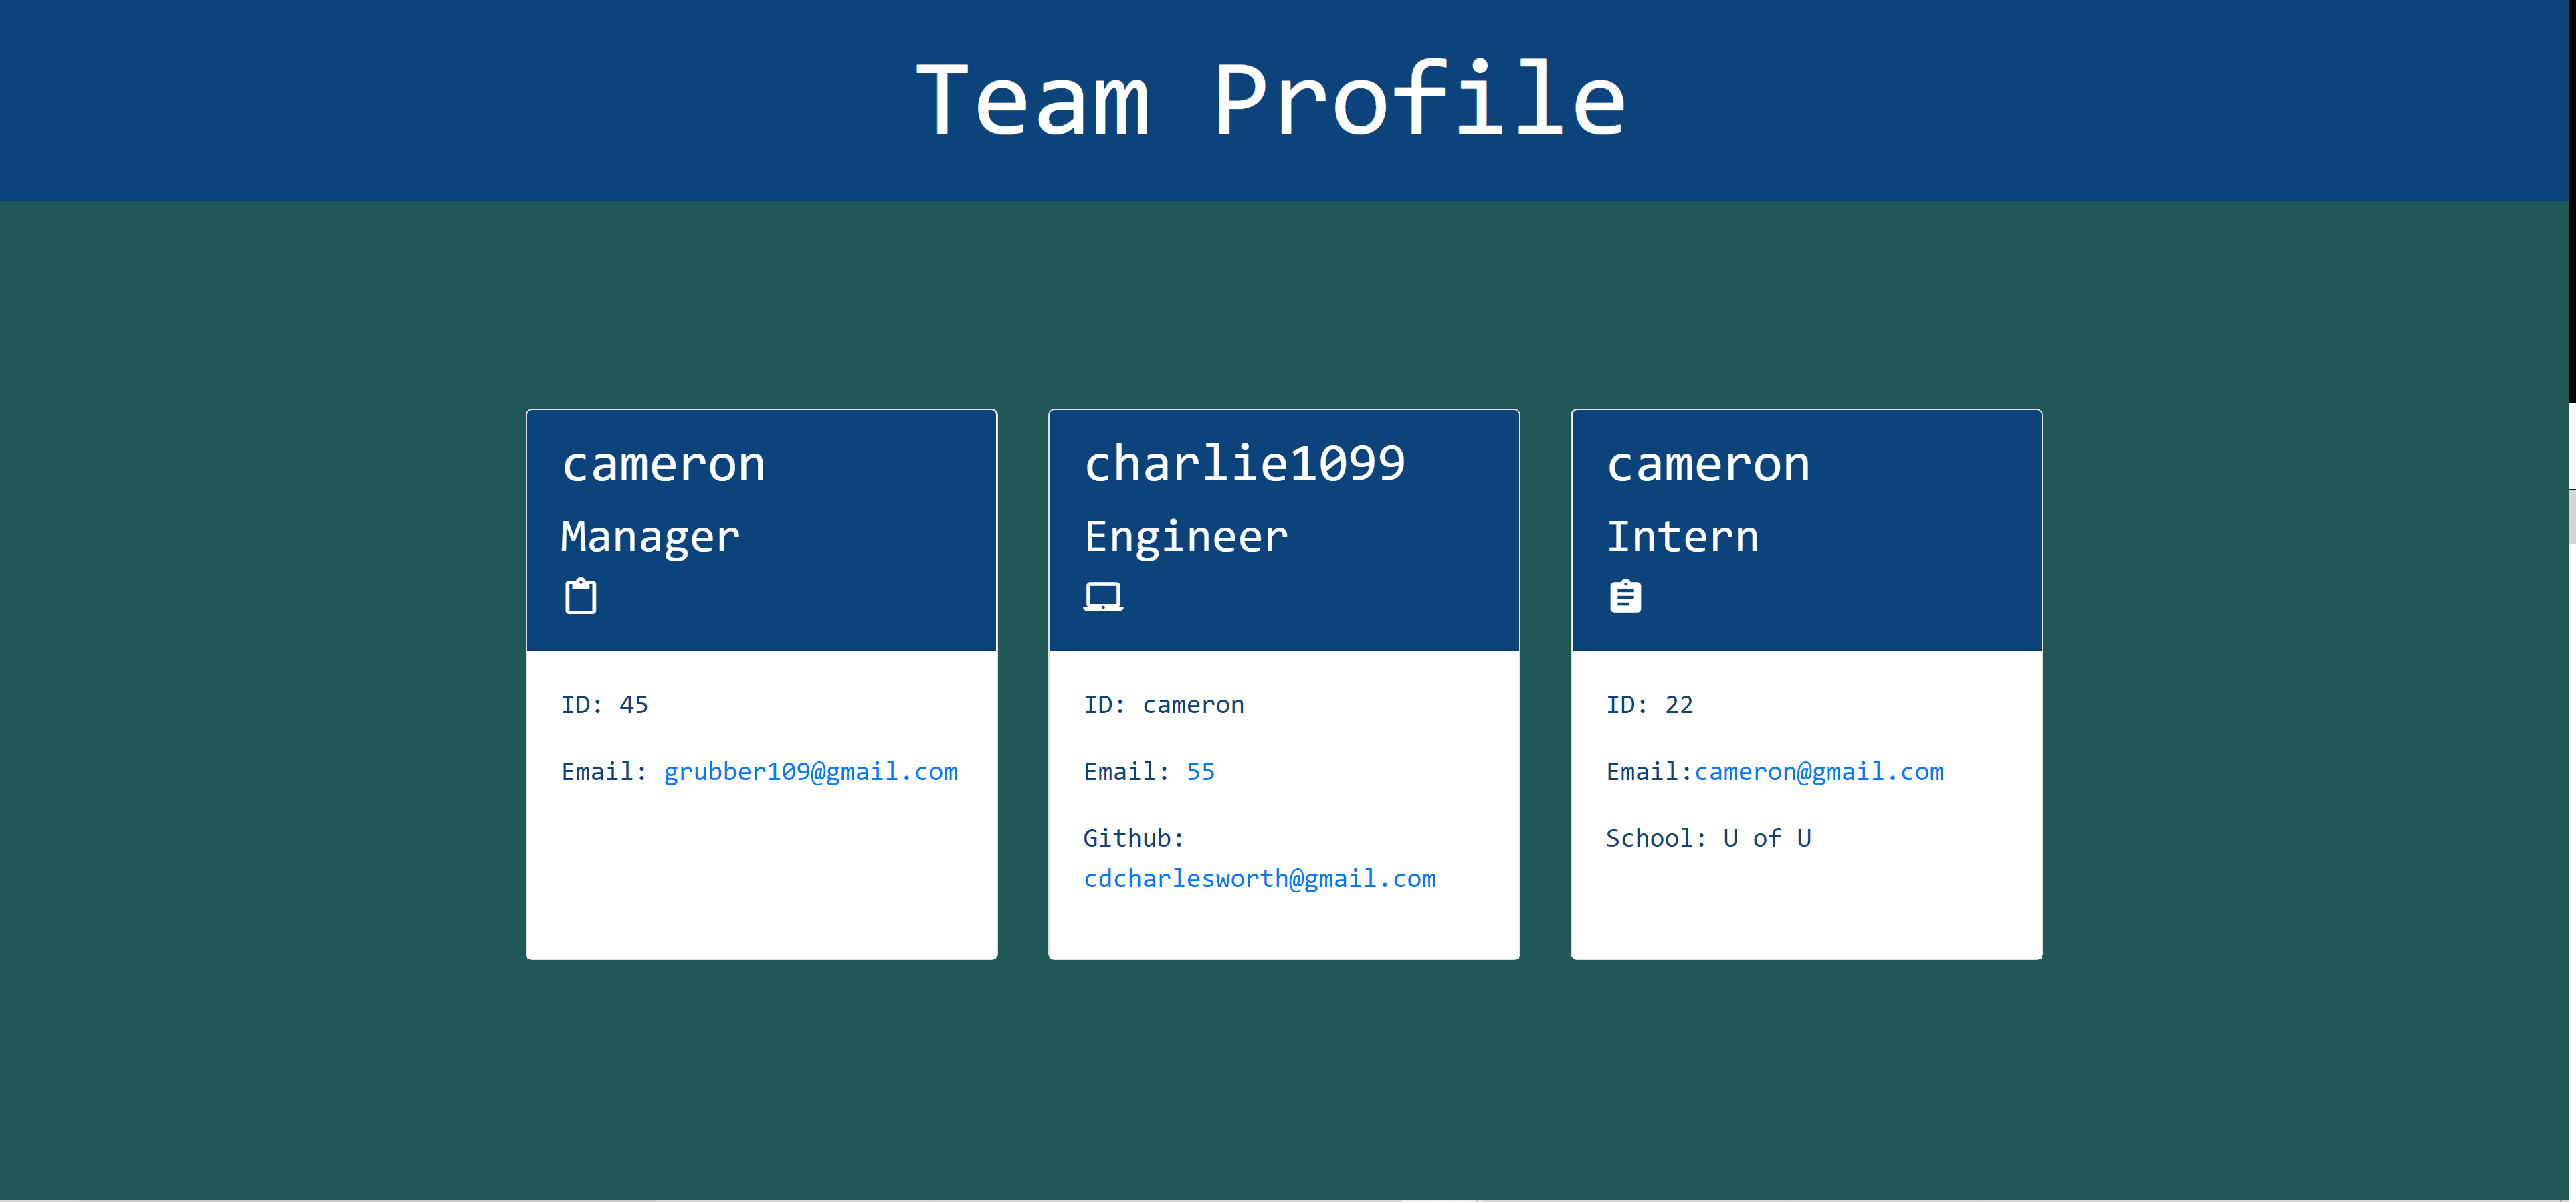 Team Profile
cameron
Manager
ID: 45
Email: grubber109@gmail.com
charlie1099
Engineer
ID: cameron
Email: 55
Github:
cdcharlesworth@gmail.com
cameron
Intern
ID: 22
Email:cameron@gmail.com
School: U of U